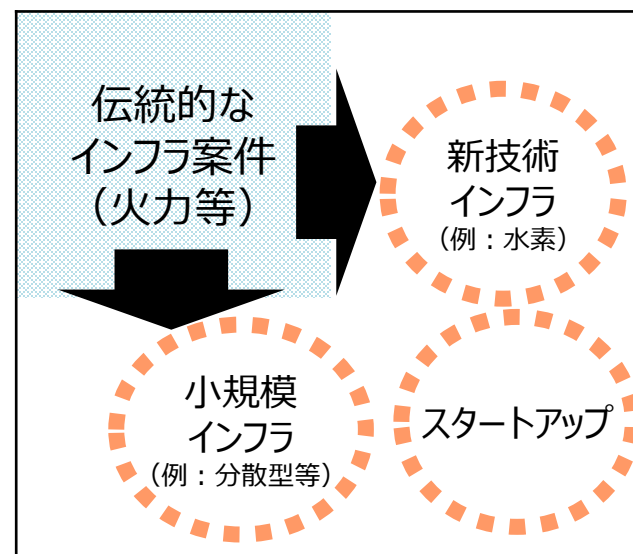 伝統的な
インフラ案件
（火力等）
新技術
インフラ
（例：水素）
小規模
インフラ
（例：分散型等）
スタートアップ